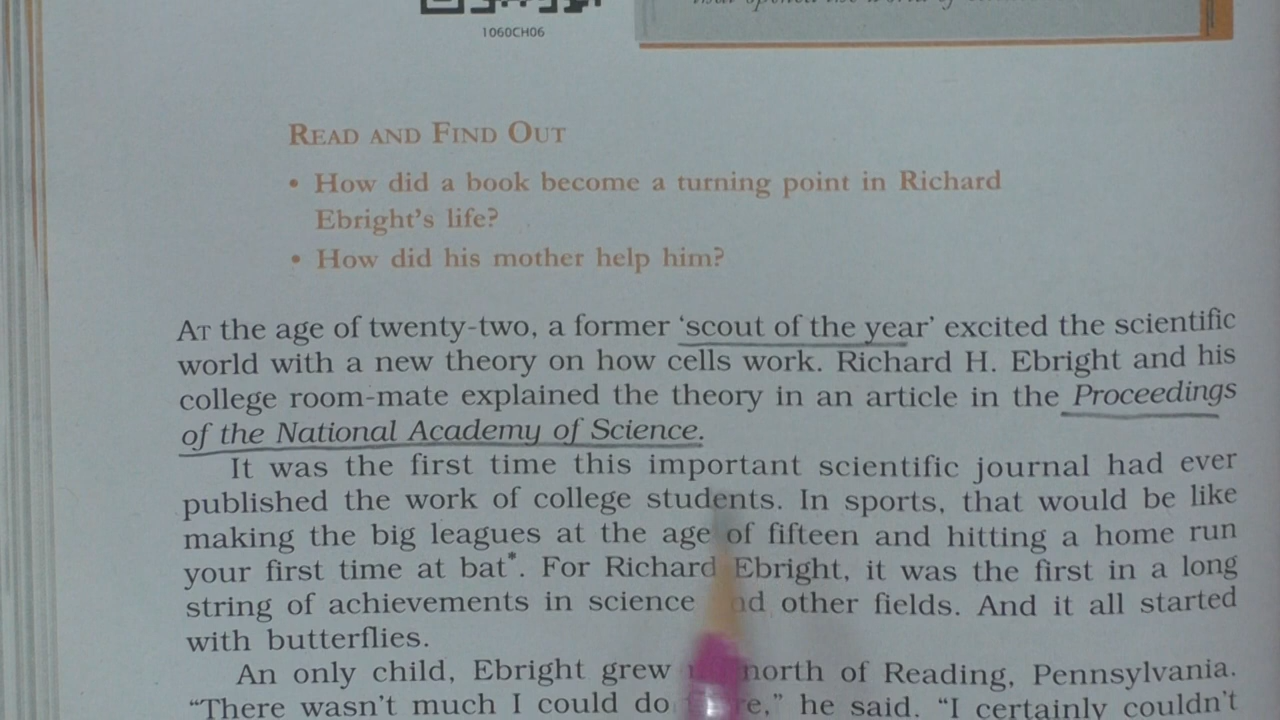 1060CH06
READ AND FIND OUT
• How did a book become a turning point in Richard
Ebright's life?
• How did his mother help him?
AT the age of twenty-two, a former 'scout of the year' excited the scientific
world with a new theory on how cells work. Richard H. Ebright and his
college room-mate explained the theory in an article in the Proceedings
of the National Academy of Science.
It was the first time this important scientific journal had ever
published the work of college students. In sports, that would be like
making the big leagues at the age of fifteen and hitting a home run
your first time at bat*. For Richard Ebright, it was the first in a long
string of achievements in science other fields. And it all started
with butterflies.
An only child, Ebright grew north of Reading, Pennsylvania.
"There wasn't much I could do he said. "I certainly couldn't